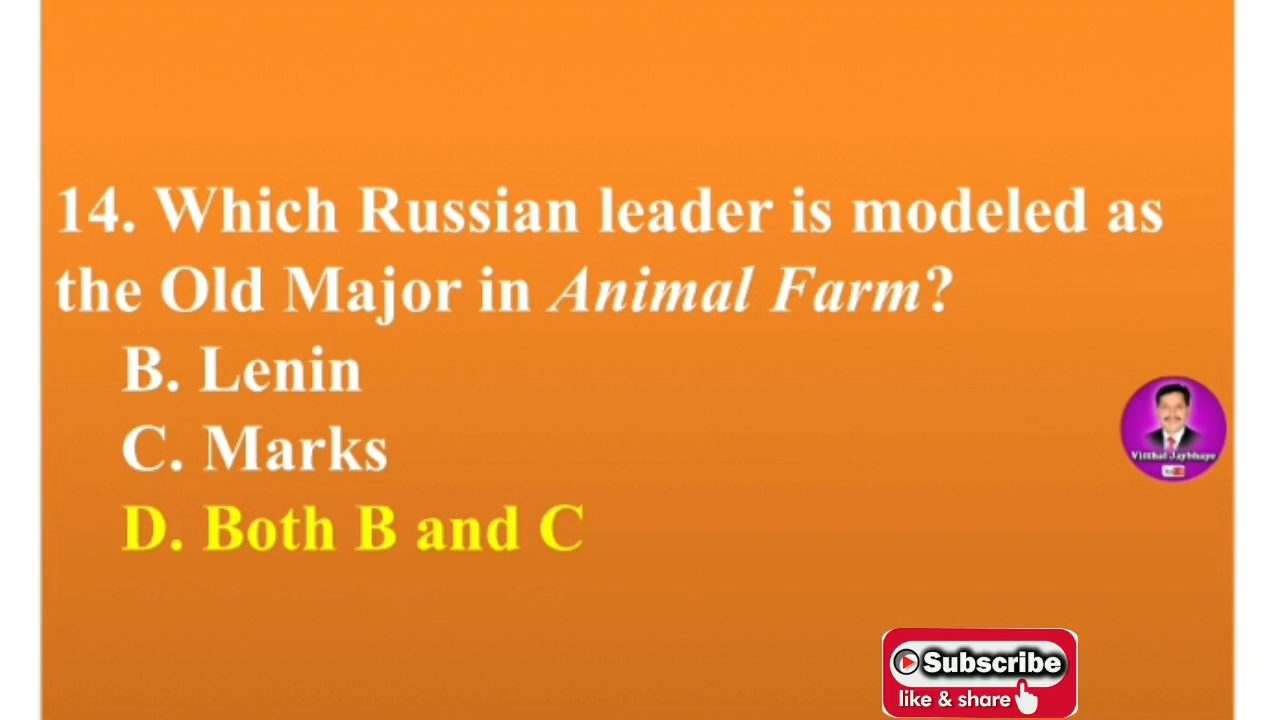 14. Which Russian leader is modeled as
the Old Major in Animal Farm?
B. Lenin
C. Marks
D. Both B and C
Vitthal Jaybhaye
Subscribe
like & share